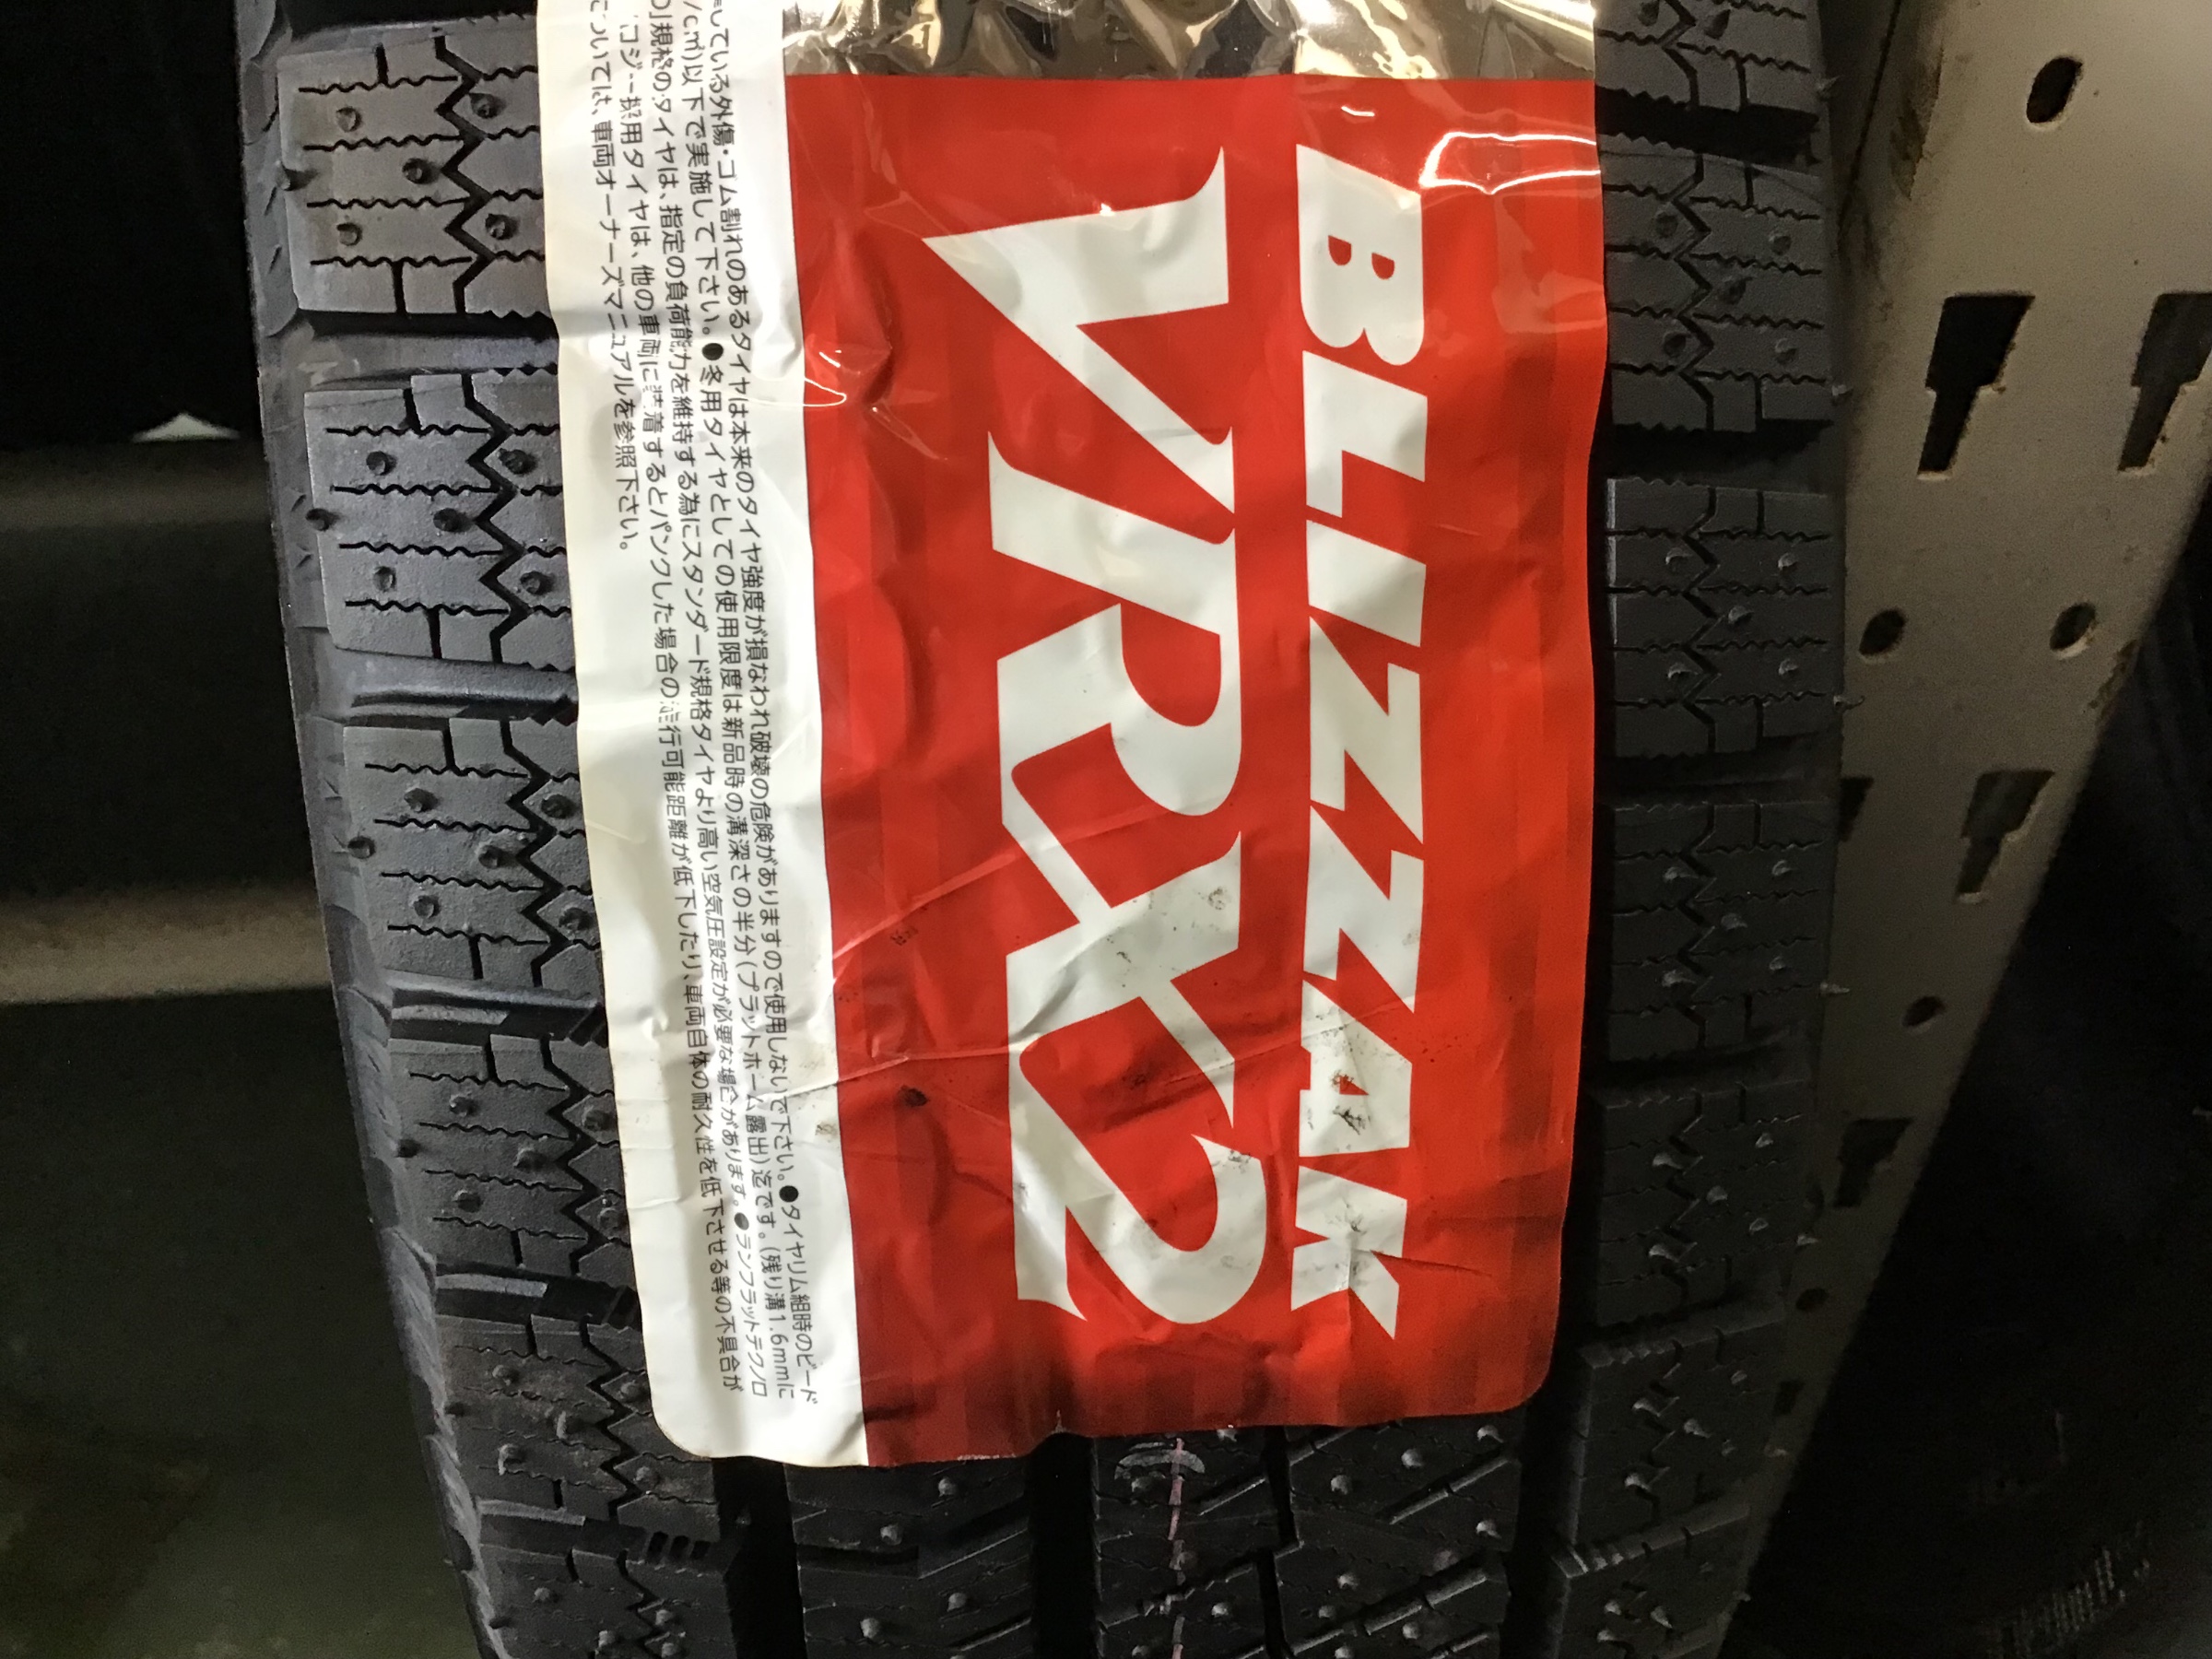 BLIZZAK
VRX2
している外傷・ゴム割れのあるタイヤは本来のタイヤ強度が損なわれ破壊の危険がありますので使用しないで下さい。●タイヤリム組時のビード
/c㎡)以下で実施して下さい。●冬用タイヤとしての使用限度は新品時の溝深さの半分(プラットホーム露出)迄です。(残り溝1.6mmに
規格のタイヤは、指定の負荷能力を維持する為にスタンダード規格タイヤより高い空気圧設定が必要な場合があります。●ランフラットテクノロ
ジー採用タイヤは、他の車両に装着するとパンクした場合の走行可能距離が低下したり、車両自体の耐久性を低下させる等の不具合が
ついては、車両オーナーズマニュアルを参照下さい。